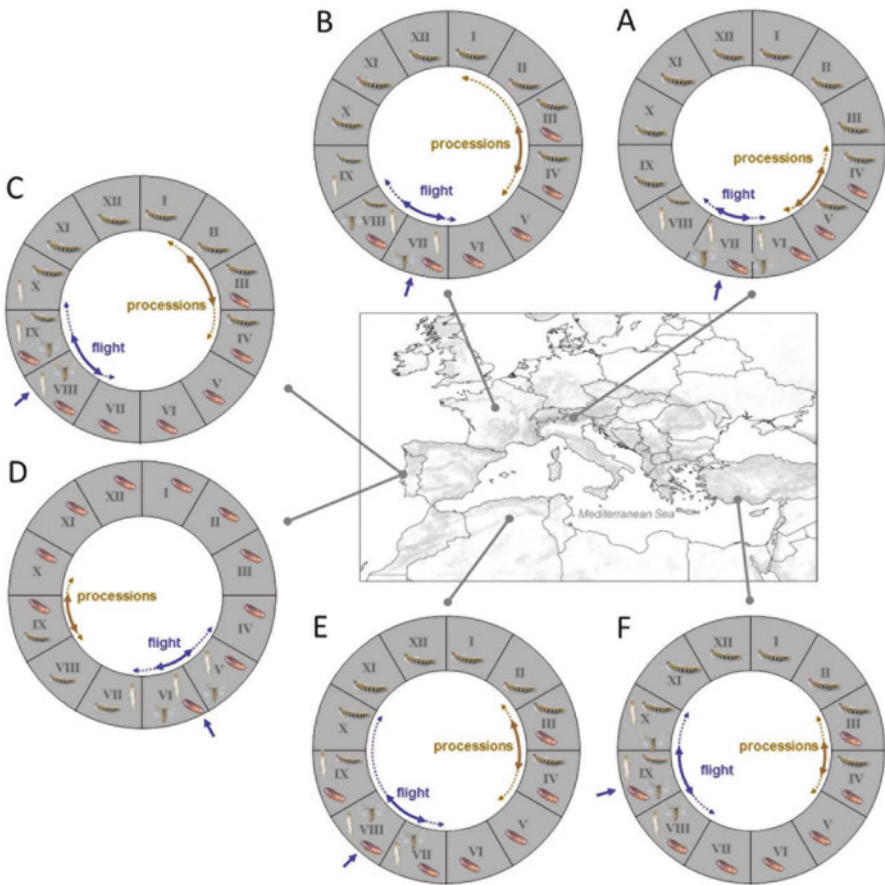 B
XII I
XI II
X III
IX IV
VIII V
VII VI
processions
flight
A
XII I
XI II
X III
IX IV
VIII V
VII VI
processions
flight
C
XII I
XI II
X III
IX IV
VIII V
VII VI
processions
flight
D
XII I
XI II
X III
IX IV
VIII V
VII VI
processions
flight
Mediterranean Sea
E
XII I
XI II
X III
IX IV
VIII V
VII VI
processions
flight
F
XII I
XI II
X III
IX IV
VIII V
VII VI
processions
flight